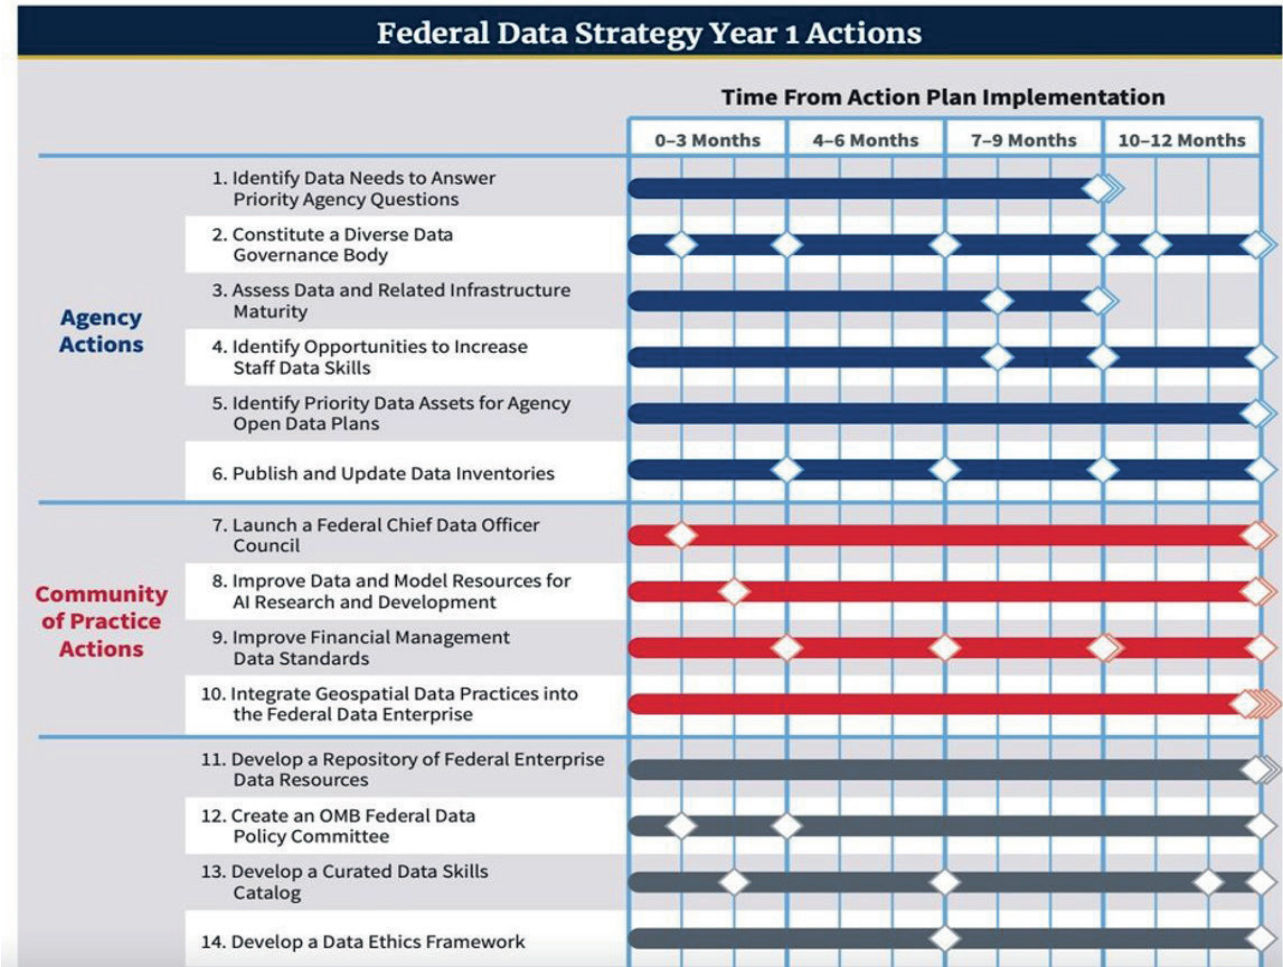 Federal Data Strategy Year 1 Actions
Time From Action Plan Implementation
0–3 Months
4–6 Months
7–9 Months
10–12 Months
Agency
Actions
1. Identify Data Needs to Answer
Priority Agency Questions
2. Constitute a Diverse Data
Governance Body
3. Assess Data and Related Infrastructure
Maturity
4. Identify Opportunities to Increase
Staff Data Skills
5. Identify Priority Data Assets for Agency
Open Data Plans
6. Publish and Update Data Inventories
Community
of Practice
Actions
7. Launch a Federal Chief Data Officer
Council
8. Improve Data and Model Resources for
AI Research and Development
9. Improve Financial Management
Data Standards
10. Integrate Geospatial Data Practices into
the Federal Data Enterprise
11. Develop a Repository of Federal Enterprise
Data Resources
12. Create an OMB Federal Data
Policy Committee
13. Develop a Curated Data Skills
Catalog
14. Develop a Data Ethics Framework